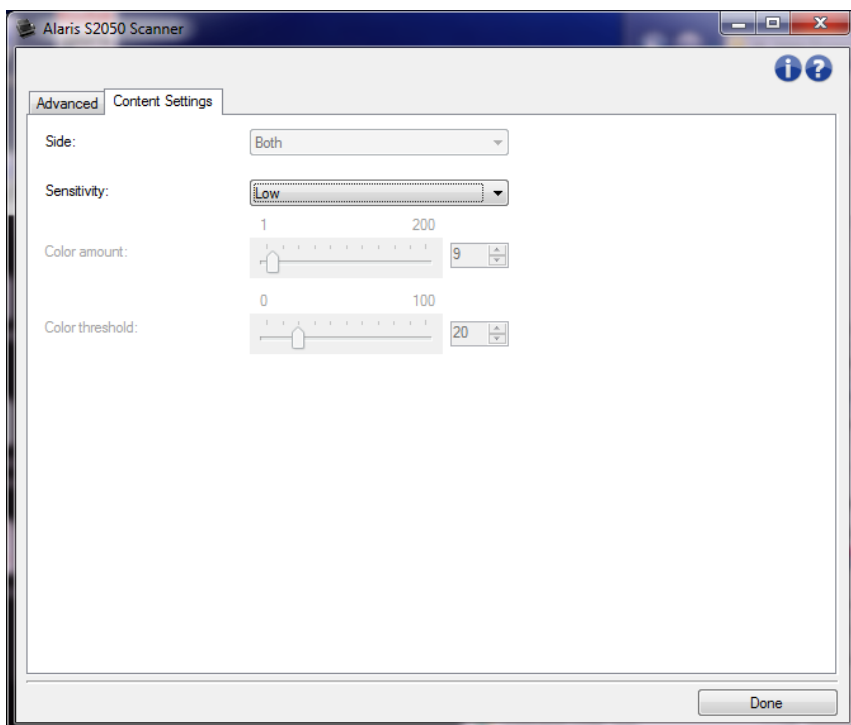 Alaris S2050 Scanner
Advanced Content Settings
Side: Both
Sensitivity: Low
1 200
Color amount: 9
0 100
Color threshold: 20
Done